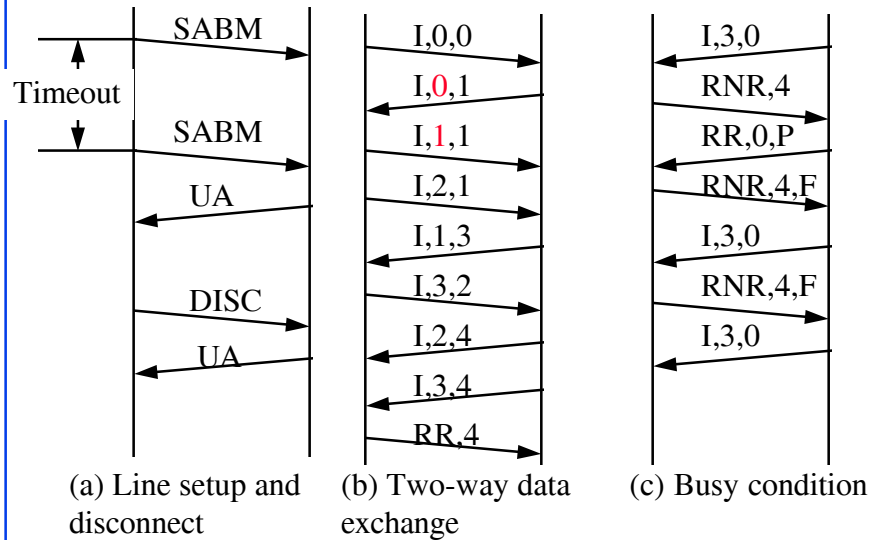 SABM
Timeout
SABM
UA
DISC
UA
(a) Line setup and
disconnect
I,0,0
I,0,1
I,1,1
I,2,1
I,1,3
I,3,2
I,2,4
I,3,4
RR,4
(b) Two-way data
exchange
I,3,0
RNR,4
RR,0,P
RNR,4,F
I,3,0
RNR,4,F
I,3,0
(c) Busy condition